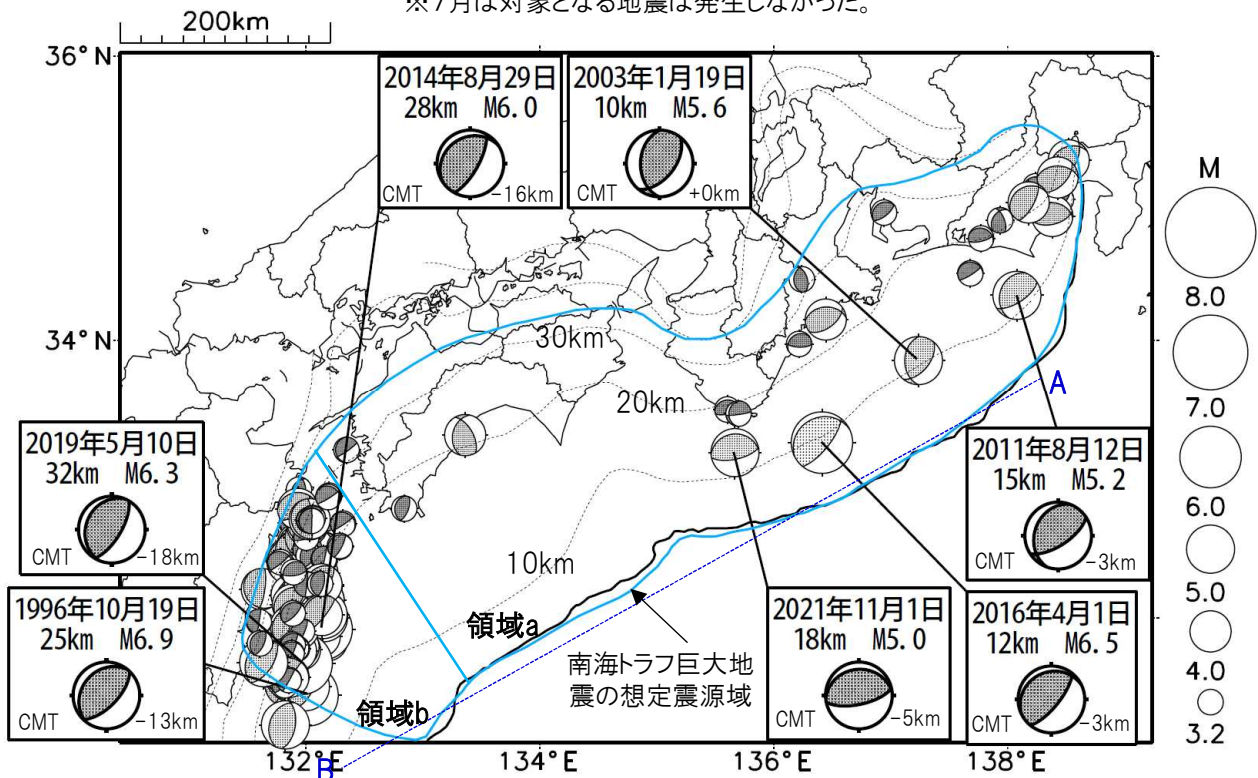 ※7月は対象となる地震は発生しなかった。
200km
36°N
2014年8月29日
28km M6.0
CMT
-16km
2003年1月19日
10km M5.6
CMT
+0km
M
8.0
7.0
6.0
5.0
4.0
3.2
34°N
30km
20km
10km
A
2019年5月10日
32km M6.3
CMT
-18km
2011年8月12日
15km M5.2
CMT
-3km
1996年10月19日
25km M6.9
CMT
-13km
2021年11月1日
18km M5.0
CMT
-5km
2016年4月1日
12km M6.5
CMT
-3km
領域a
領域b
南海トラフ巨大地
震の想定震源域
B
132°E
134°E
136°E
138°E